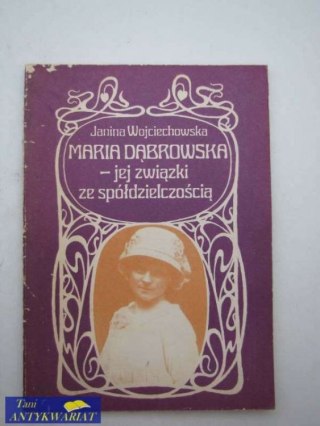 Janina Wojciechowska
MARIA DĄBROWSKA
– jej związki
ze spółdzielczością
Tani
ANTYKWARIAT